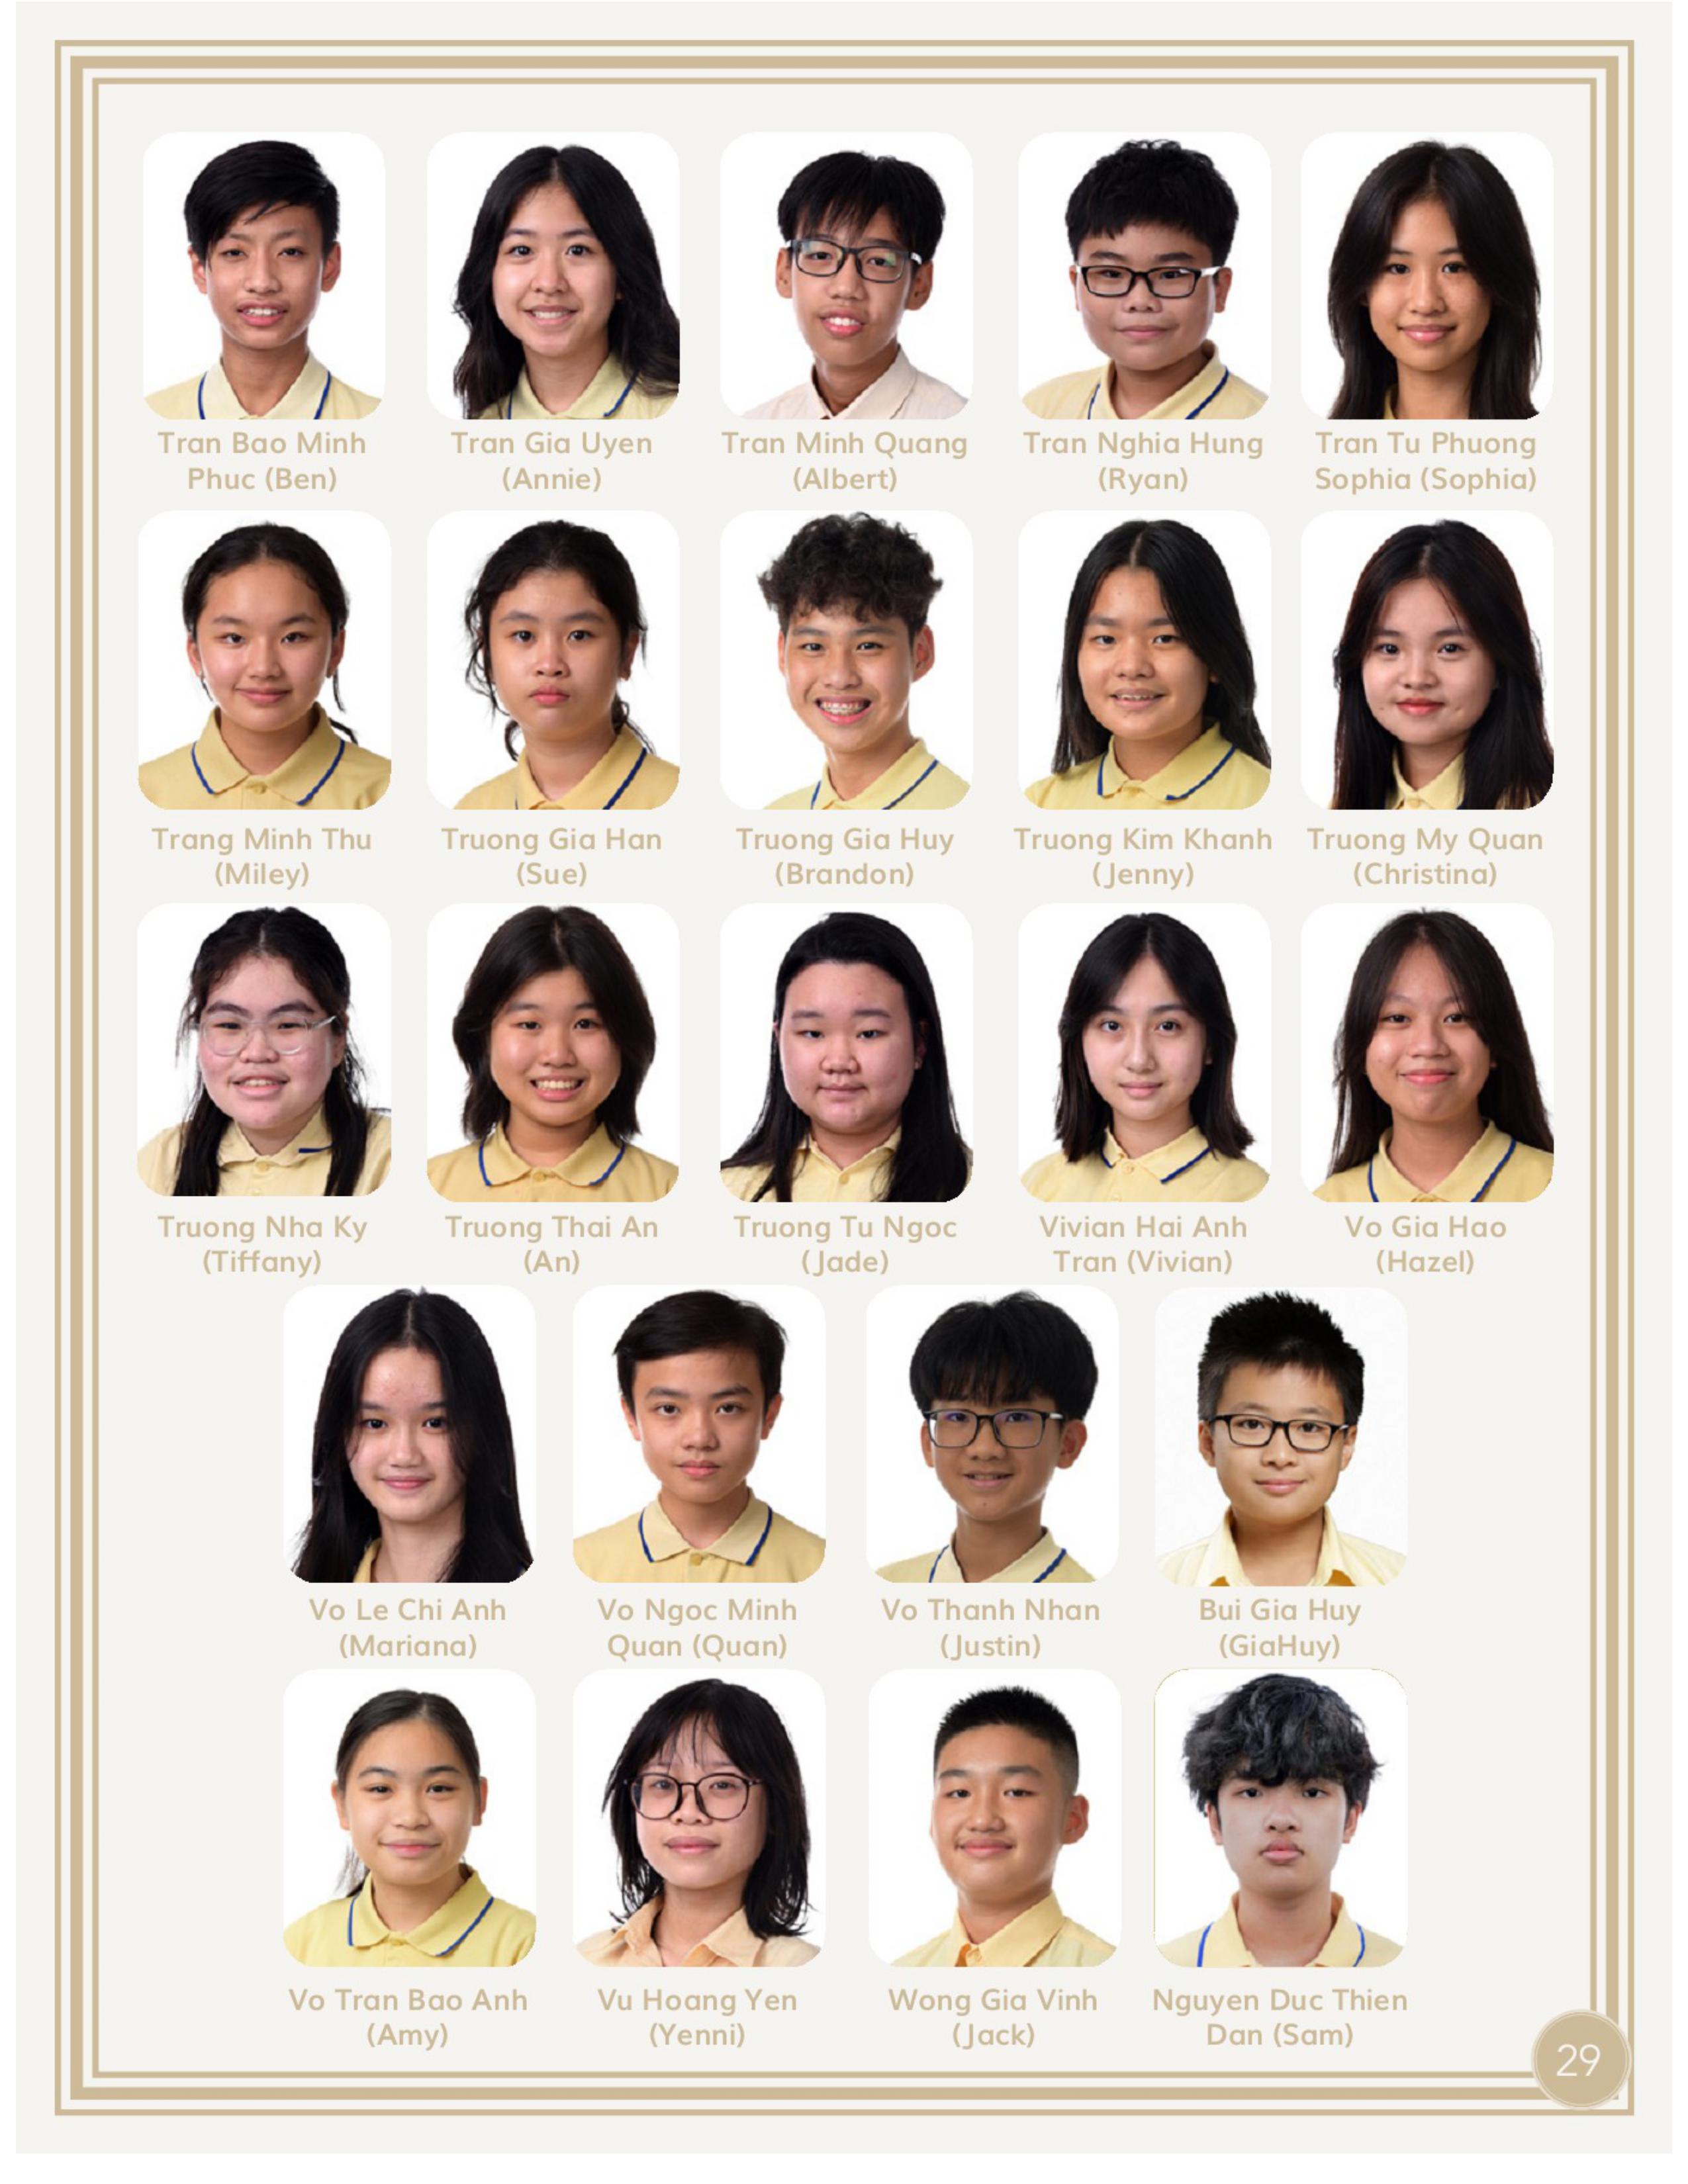 Tran Bao Minh
Phuc (Ben)
Tran Gia Uyen
(Annie)
Tran Minh Quang
(Albert)
Tran Nghia Hung
(Ryan)
Tran Tu Phuong
Sophia (Sophia)
Trang Minh Thu
(Miley)
Truong Gia Han
(Sue)
Truong Gia Huy
(Brandon)
Truong Kim Khanh
(Jenny)
Truong My Quan
(Christina)
Truong Nha Ky
(Tiffany)
Truong Thai An
(An)
Truong Tu Ngoc
(Jade)
Vivian Hai Anh
Tran (Vivian)
Vo Gia Hao
(Hazel)
Vo Le Chi Anh
(Mariana)
Vo Ngoc Minh
Quan (Quan)
Vo Thanh Nhan
(Justin)
Bui Gia Huy
(GiaHuy)
Vo Tran Bao Anh
(Amy)
Vu Hoang Yen
(Yenni)
Wong Gia Vinh
(Jack)
Nguyen Duc Thien
Dan (Sam)
29